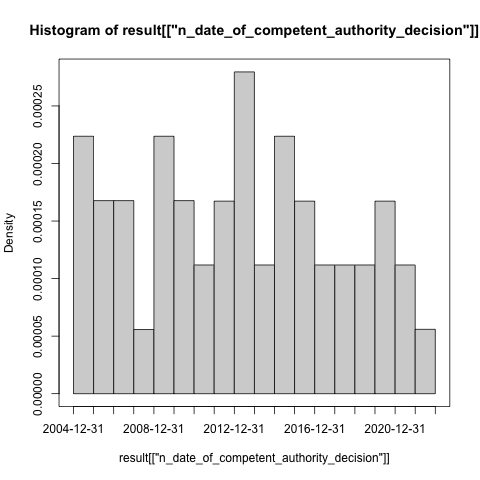 Histogram of result[["n_date_of_competent_authority_decision"]]
Density
0.00025
0.00020
0.00015
0.00010
0.00005
0.00000
2004-12-31 2008-12-31 2012-12-31 2016-12-31 2020-12-31
result[["n_date_of_competent_authority_decision"]]